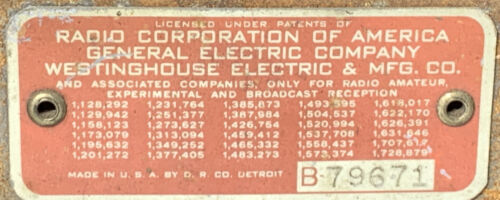 LICENSED UNDER PATENTS OF
RADIO CORPORATION OF AMERICA
GENERAL ELECTRIC COMPANY
WESTINGHOUSE ELECTRIC & MFG. CO.
AND ASSOCIATED COMPANIES, ONLY FOR RADIO AMATEUR,
EXPERIMENTAL AND BROADCAST RECEPTION
1,128,292 1,231,764 1,365,873 1,493,595 1,618,017
1,129,943 1,251,377 1,387,984 1,504,537 1,622,170
1,158,123 1,273,627 1,426,754 1,520,994 1,626,391
1,173,079 1,313,094 1,459,412 1,537,708 1,631,646
1,195,632 1,349,252 1,465,332 1,558,437
1,201,272 1,377,405 1,483,273 1,573,374 1,728,879
MADE IN U.S.A. BY D. R. CO. DETROIT B 79671